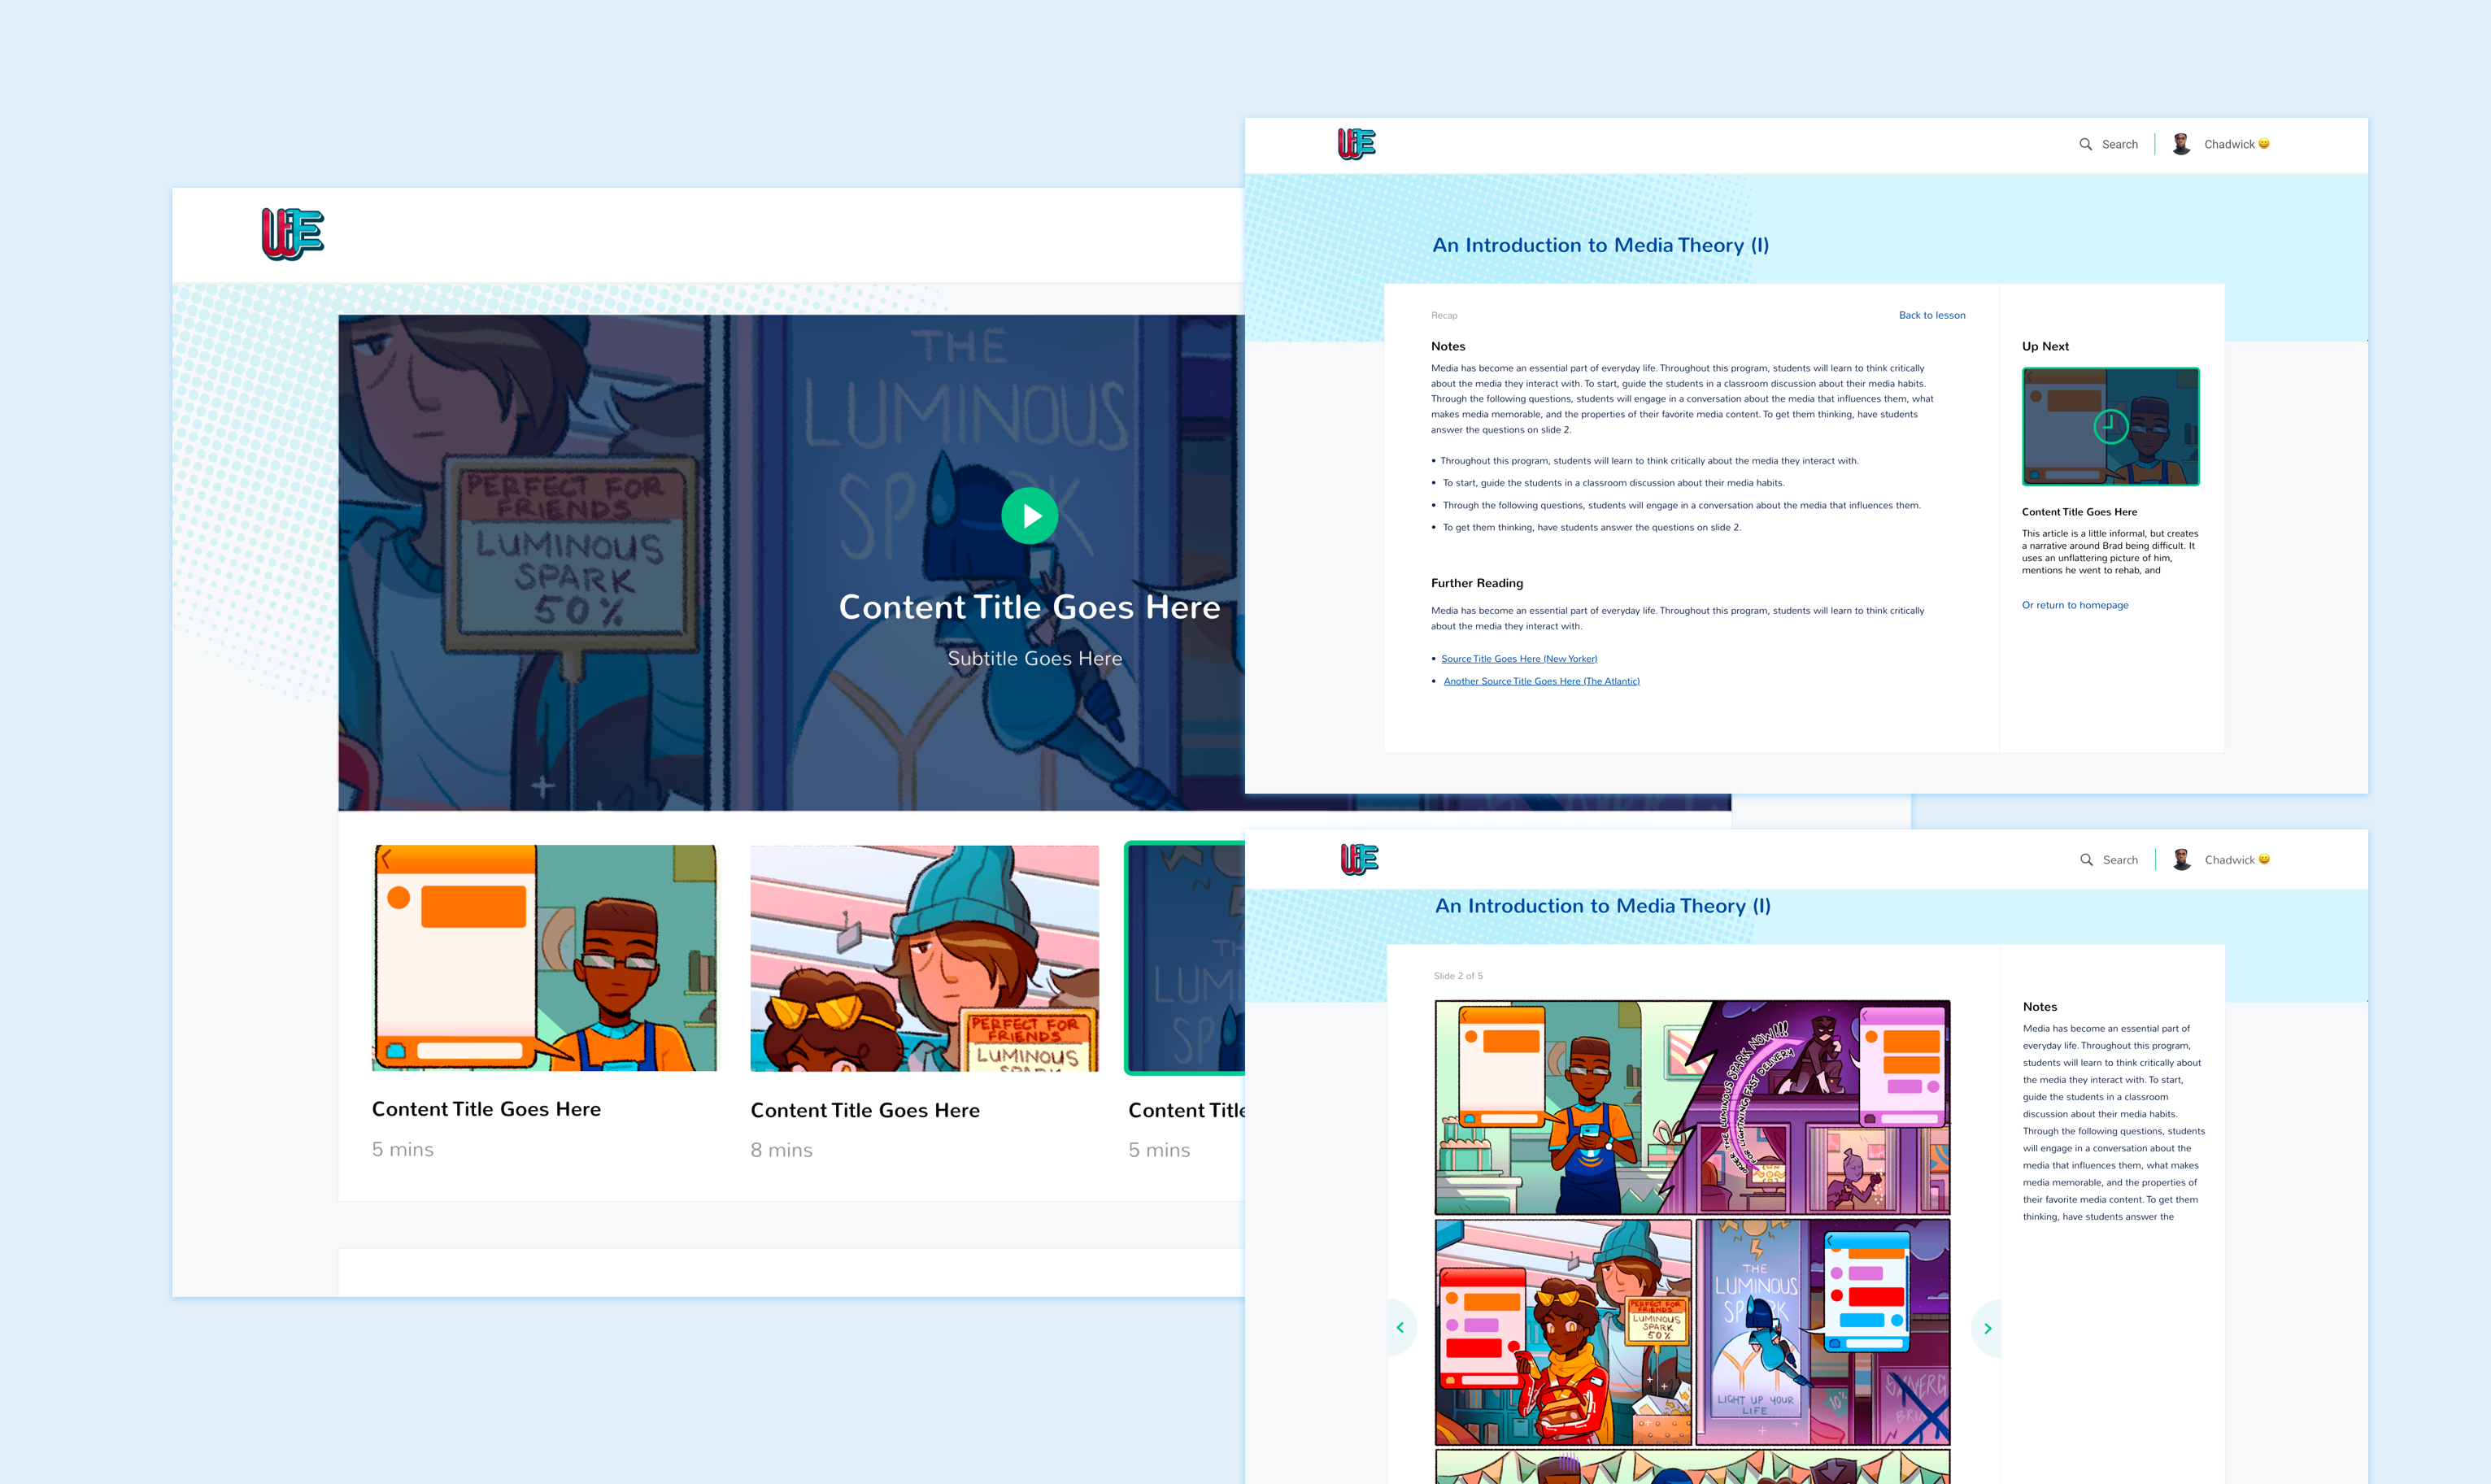 THE
LUMINOUS
SPARK
PERFECT FOR
FRIENDS
LUMINOUS
SPARK
50%
Content Title Goes Here
Subtitle Goes Here
PERFECT FOR
FRIENDS
LUMINOUS
SPARK
Content Title Goes Here
5 mins
Content Title Goes Here
8 mins
Content Title
5 mins
Search
Chadwick 😄
An Introduction to Media Theory (I)
Recap
Back to lesson
Notes
Media has become an essential part of everyday life. Throughout this program, students will learn to think critically
about the media they interact with. To start, guide the students in a classroom discussion about their media habits.
Through the following questions, students will engage in a conversation about the media that influences them, what
makes media memorable, and the properties of their favorite media content. To get them thinking, have students
answer the questions on slide 2.
• Throughout this program, students will learn to think critically about the media they interact with.
• To start, guide the students in a classroom discussion about their media habits.
• Through the following questions, students will engage in a conversation about the media that influences them.
• To get them thinking, have students answer the questions on slide 2.
Further Reading
Media has become an essential part of everyday life. Throughout this program, students will learn to think critically
about the media they interact with.
• Source Title Goes Here (New Yorker)
• Another Source Title Goes Here (The Atlantic)
Up Next
Content Title Goes Here
This article is a little informal, but creates
a narrative around Brad being difficult. It
uses an unflattering picture of him,
mentions he went to rehab, and
Or return to homepage
Search
Chadwick 😄
An Introduction to Media Theory (I)
Slide 2 of 5
ORDER THE LUMINOUS SPARK NOW!!!
FOR LIGHTNING FAST DELIVERY
PERFECT FOR
FRIENDS
LUMINOUS
SPARK
50%
THE
LUMINOUS
SPARK
LIGHT UP YOUR
LIFE
10%
Notes
Media has become an essential part of
everyday life. Throughout this program,
students will learn to think critically about
the media they interact with. To start,
guide the students in a classroom
discussion about their media habits.
Through the following questions, students
will engage in a conversation about the
media that influences them, what makes
media memorable, and the properties of
their favorite media content. To get them
thinking, have students answer the